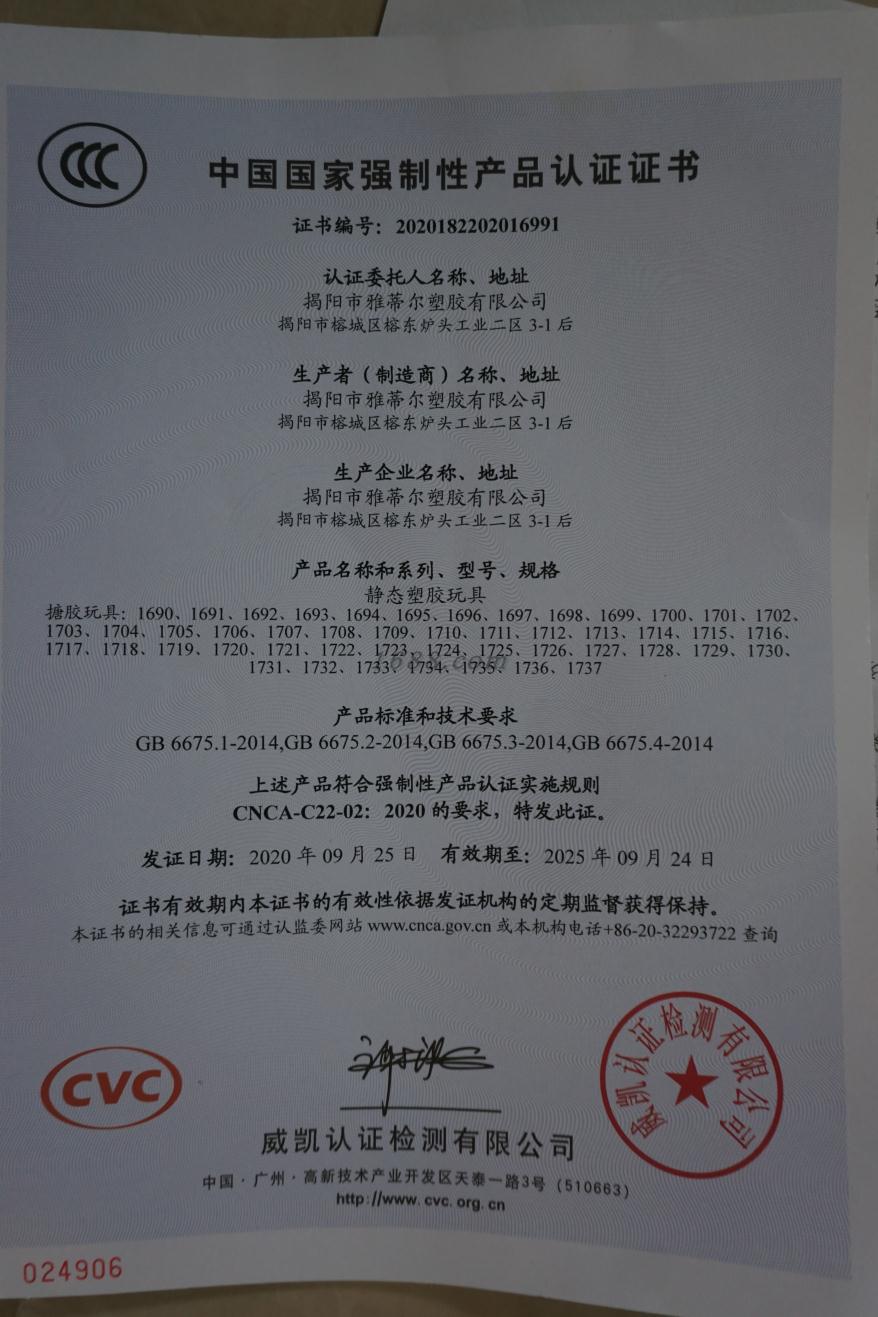 CCC
中国国家强制性产品认证证书
证书编号：2020182202016991
认证委托人名称、地址
揭阳市雅蒂尔塑胶有限公司
揭阳市榕城区榕东炉头工业二区 3-1 后
生产者（制造商）名称、地址
揭阳市雅蒂尔塑胶有限公司
揭阳市榕城区榕东炉头工业二区 3-1 后
生产企业名称、地址
揭阳市雅蒂尔塑胶有限公司
揭阳市榕城区榕东炉头工业二区 3-1 后
产品名称和系列、型号、规格
静态塑胶玩具
搪胶玩具：1690、1691、1692、1693、1694、1695、1696、1697、1698、1699、1700、1701、1702、
1703、1704、1705、1706、1707、1708、1709、1710、1711、1712、1713、1714、1715、1716、
1717、1718、1719、1720、1721、1722、1723、1724、1725、1726、1727、1728、1729、1730、
1731、1732、1733、1734、1735、1736、1737
1688.com
产品标准和技术要求
GB 6675.1-2014,GB 6675.2-2014,GB 6675.3-2014,GB 6675.4-2014
上述产品符合强制性产品认证实施规则
CNCA-C22-02：2020 的要求，特发此证。
发证日期：2020 年 09 月 25 日 有效期至：2025 年 09 月 24 日
证书有效期内本证书的有效性依据发证机构的定期监督获得保持。
本证书的相关信息可通过认监委网站 www.cnca.gov.cn 或本机构电话+86-20-32293722 查询
CVC
威凯认证检测有限公司
威凯认证检测有限公司
中国·广州·高新技术产业开发区天泰一路3号（510663）
http://www.cvc.org.cn
024906